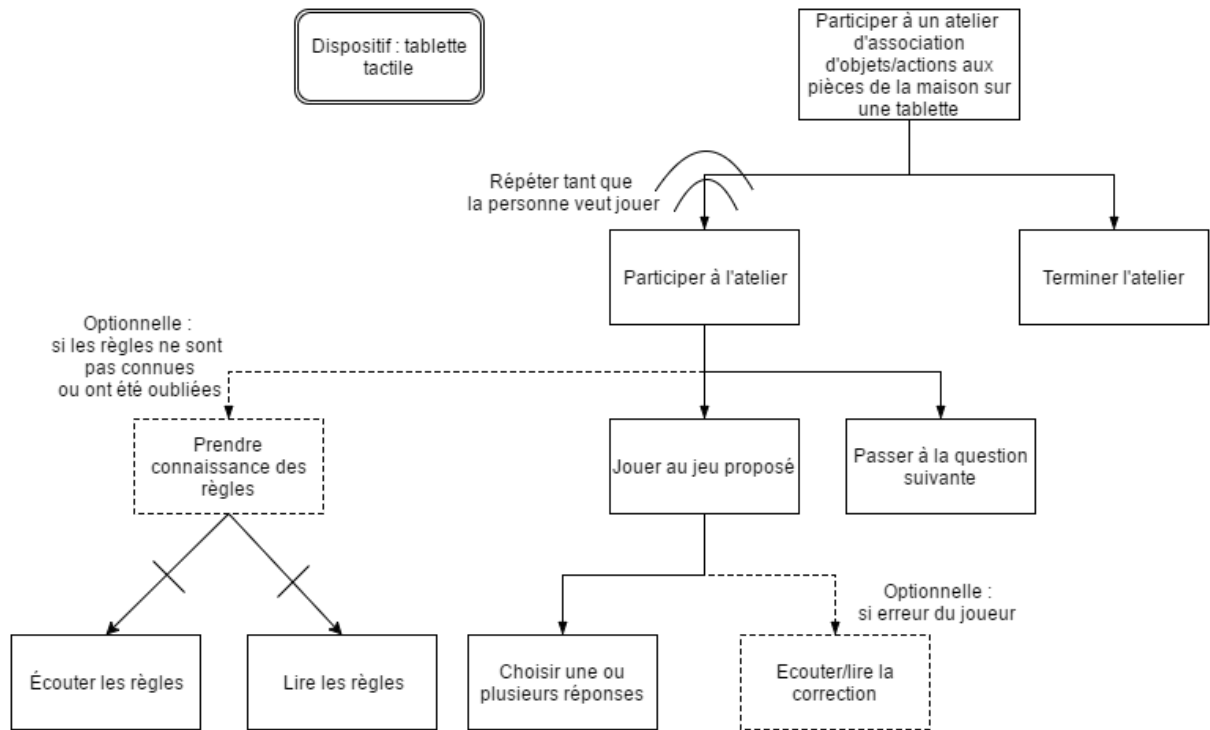 Dispositif : tablette
tactile
Participer à un atelier
d'association
d'objets/actions aux
pièces de la maison sur
une tablette
Répéter tant que
la personne veut jouer
Participer à l'atelier
Terminer l'atelier
Optionnelle :
si les règles ne sont
pas connues
ou ont été oubliées
Prendre
connaissance des
règles
Jouer au jeu proposé
Passer à la question
suivante
Optionnelle :
si erreur du joueur
Écouter les règles
Lire les règles
Choisir une ou
plusieurs réponses
Ecouter/lire la
correction